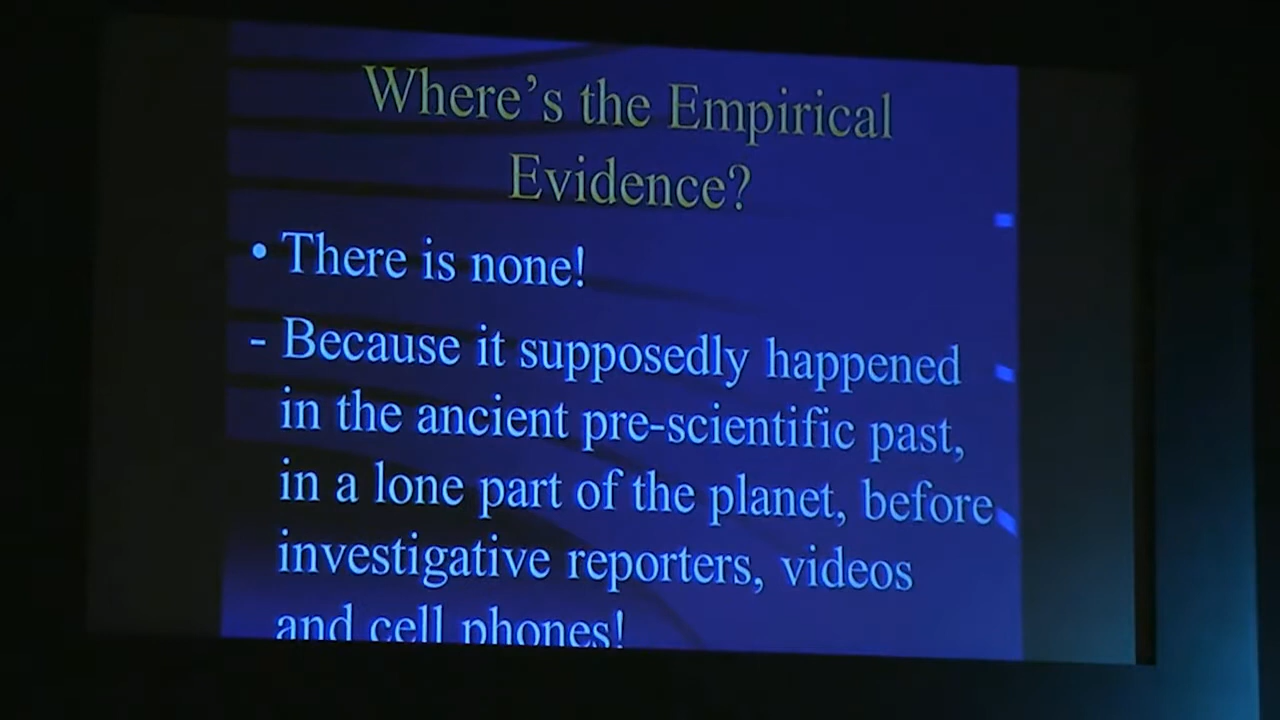 Where’s the Empirical
Evidence?
• There is none!
- Because it supposedly happened
in the ancient pre-scientific past,
in a lone part of the planet, before
investigative reporters, videos
and cell phones!